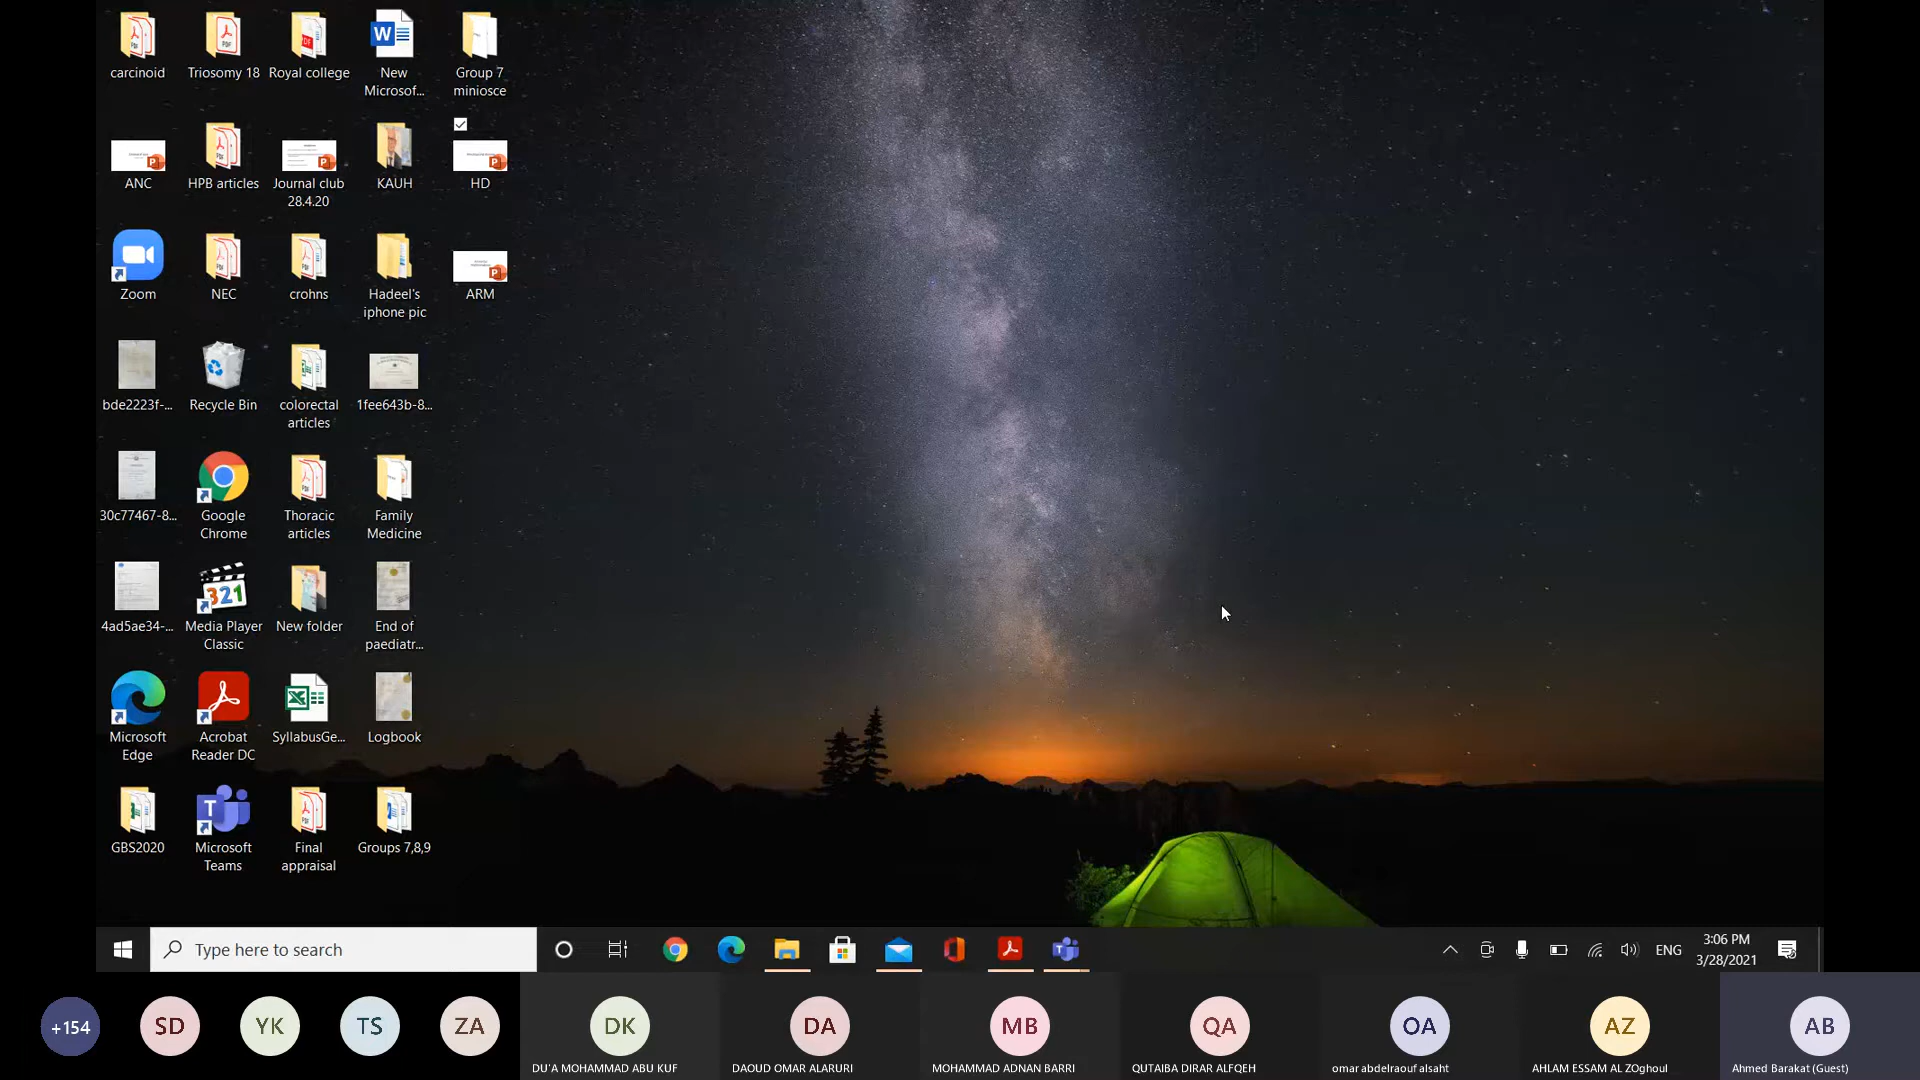 carcinoid
Triosomy 18
Royal college
New
Microsof...
Group 7
miniosce
ANC
HPB articles
Journal club
28.4.20
KAUH
HD
Zoom
NEC
crohns
Hadeel's
iphone pic
ARM
bde2223f-...
Recycle Bin
colorectal
articles
1fee643b-8...
30c77467-8...
Google
Chrome
Thoracic
articles
Family
Medicine
4ad5ae34-...
Media Player
Classic
New folder
End of
paediatr...
Microsoft
Edge
Acrobat
Reader DC
SyllabusGe...
Logbook
GBS2020
Microsoft
Teams
Final
appraisal
Groups 7,8,9
Type here to search
ENG
3:06 PM
3/28/2021
+154
SD
YK
TS
ZA
DK
DU'A MOHAMMAD ABU KUF
DA
DAOUD OMAR ALARURI
MB
MOHAMMAD ADNAN BARRI
QA
QUTAIBA DIRAR ALFQEH
OA
omar abdelraouf alsaht
AZ
AHLAM ESSAM AL ZOghoul
AB
Ahmed Barakat (Guest)